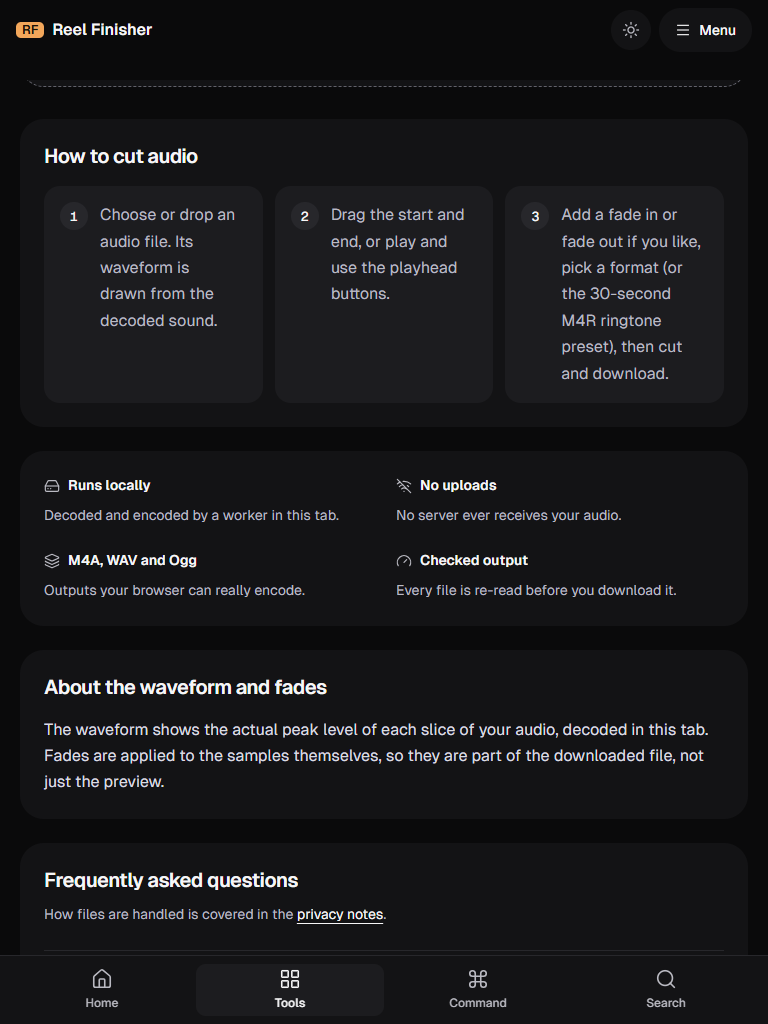 RF Reel Finisher
Menu
How to cut audio
1
Choose or drop an
audio file. Its
waveform is
drawn from the
decoded sound.
2
Drag the start and
end, or play and
use the playhead
buttons.
3
Add a fade in or
fade out if you like,
pick a format (or
the 30-second
M4R ringtone
preset), then cut
and download.
Runs locally
Decoded and encoded by a worker in this tab.
No uploads
No server ever receives your audio.
M4A, WAV and Ogg
Outputs your browser can really encode.
Checked output
Every file is re-read before you download it.
About the waveform and fades
The waveform shows the actual peak level of each slice of your audio, decoded in this tab.
Fades are applied to the samples themselves, so they are part of the downloaded file, not
just the preview.
Frequently asked questions
How files are handled is covered in the privacy notes.
Home
Tools
Command
Search